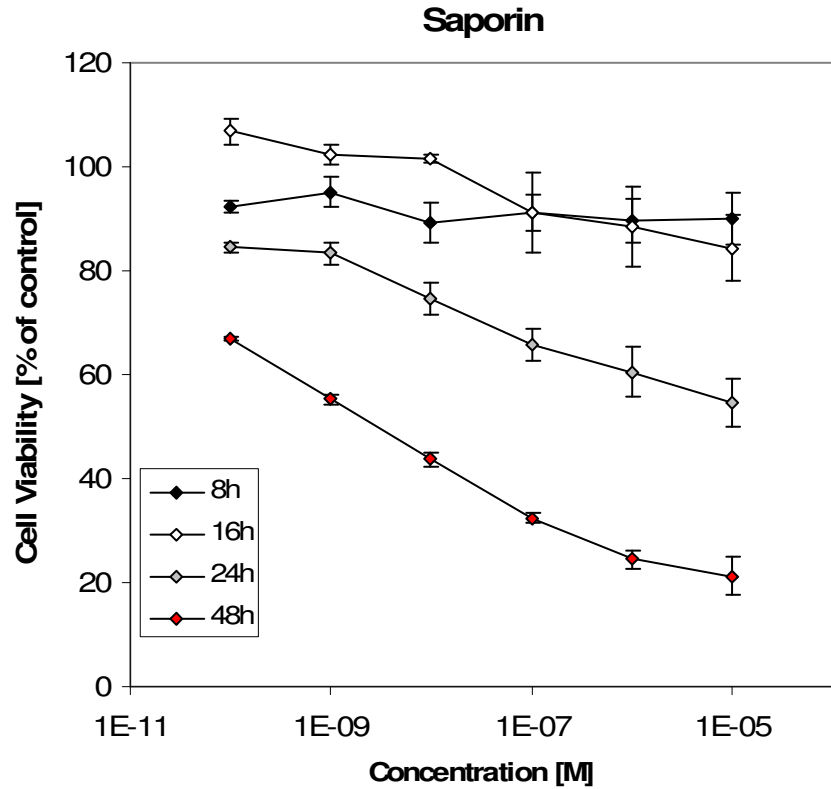 Saporin
120
100
80
60
40
20
0
Cell Viability [% of control]
8h
16h
24h
48h
1E-11 1E-09 1E-07 1E-05
Concentration [M]